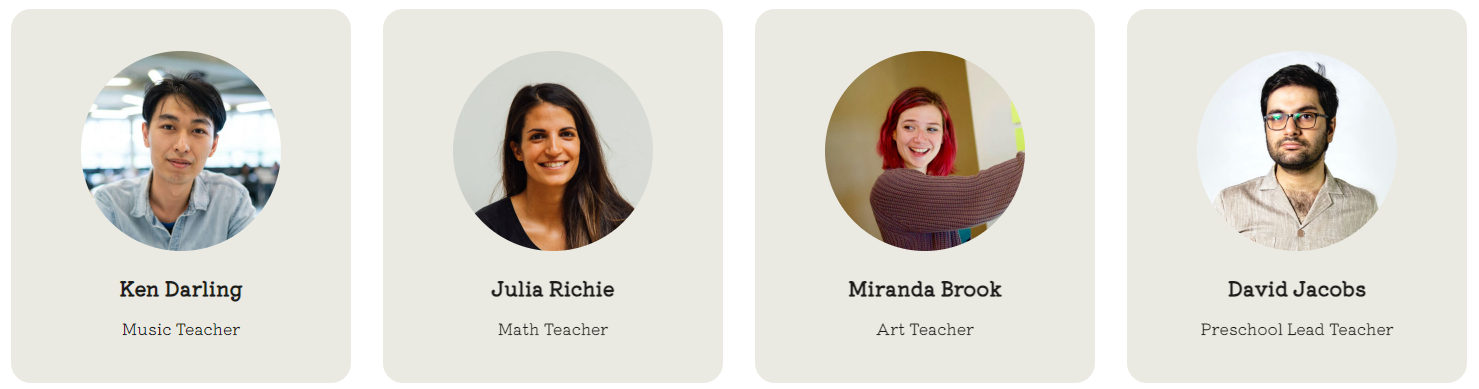 Ken Darling
Music Teacher
Julia Richie
Math Teacher
Miranda Brook
Art Teacher
David Jacobs
Preschool Lead Teacher